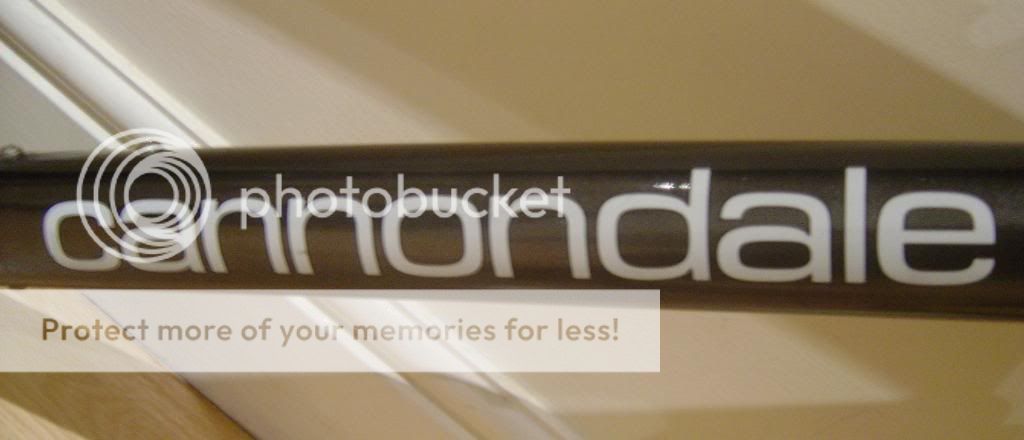 photobucket
cannondale
Protect more of your memories for less!